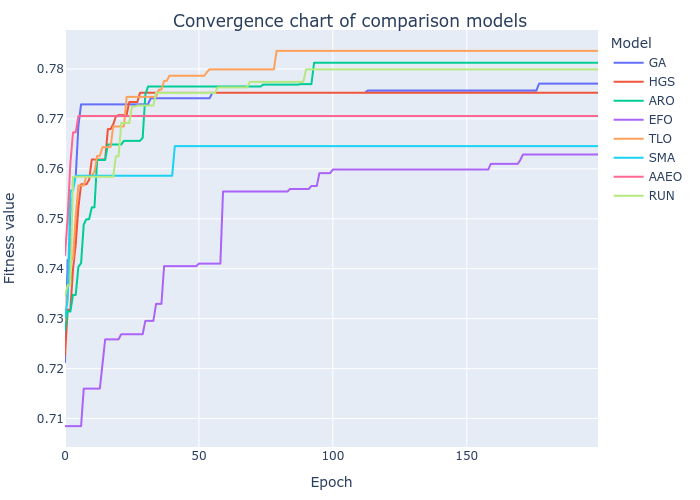 Convergence chart of comparison models
Model
GA
HGS
ARO
EFO
TLO
SMA
AAEO
RUN
Fitness value
0.78
0.77
0.76
0.75
0.74
0.73
0.72
0.71
0
50
100
150
Epoch